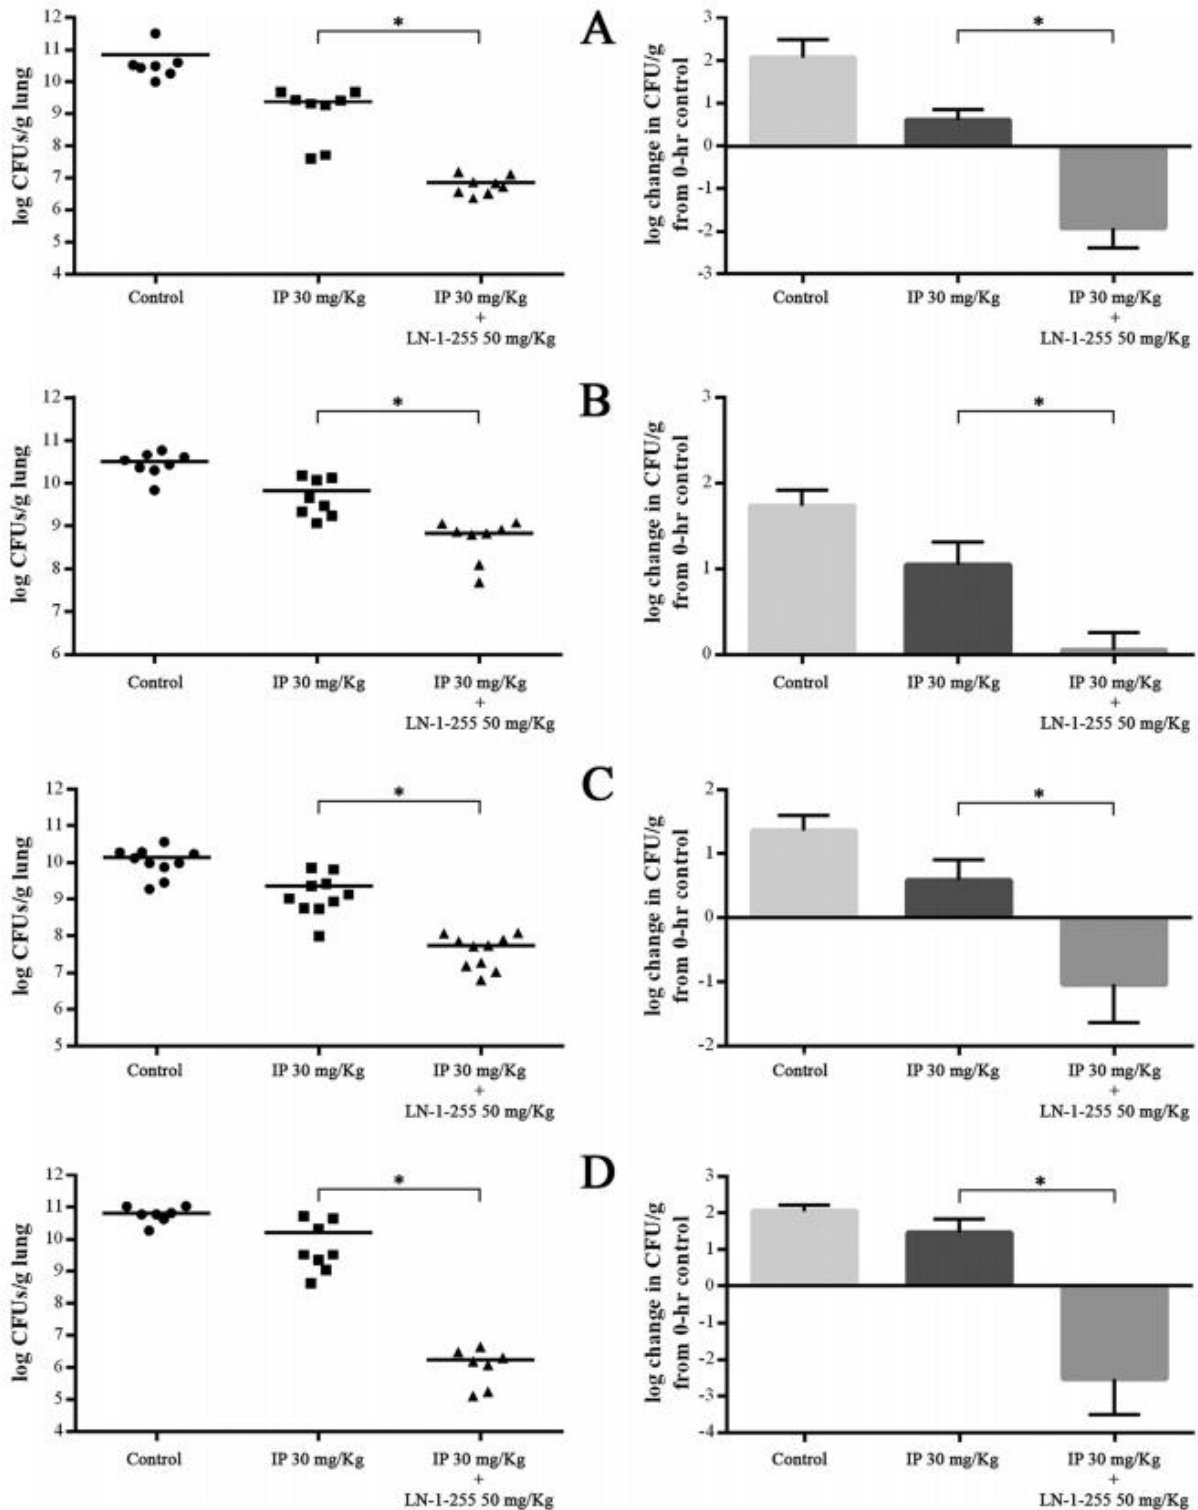 A
log CFUs/g lung
12
11
10
9
8
7
6
5
4
*
Control
IP 30 mg/Kg
IP 30 mg/Kg
+
LN-1-255 50 mg/Kg
log change in CFU/g
from 0-hr control
3
2
1
0
-1
-2
-3
*
Control
IP 30 mg/Kg
IP 30 mg/Kg
+
LN-1-255 50 mg/Kg
B
log CFUs/g lung
12
11
10
9
8
7
6
*
Control
IP 30 mg/Kg
IP 30 mg/Kg
+
LN-1-255 50 mg/Kg
log change in CFU/g
from 0-hr control
3
2
1
0
*
Control
IP 30 mg/Kg
IP 30 mg/Kg
+
LN-1-255 50 mg/Kg
C
log CFUs/g lung
12
11
10
9
8
7
6
5
*
Control
IP 30 mg/Kg
IP 30 mg/Kg
+
LN-1-255 50 mg/Kg
log change in CFU/g
from 0-hr control
2
1
0
-1
-2
*
Control
IP 30 mg/Kg
IP 30 mg/Kg
+
LN-1-255 50 mg/Kg
D
log CFUs/g lung
12
11
10
9
8
7
6
5
4
*
Control
IP 30 mg/Kg
IP 30 mg/Kg
+
LN-1-255 50 mg/Kg
log change in CFU/g
from 0-hr control
3
2
1
0
-1
-2
-3
-4
*
Control
IP 30 mg/Kg
IP 30 mg/Kg
+
LN-1-255 50 mg/Kg